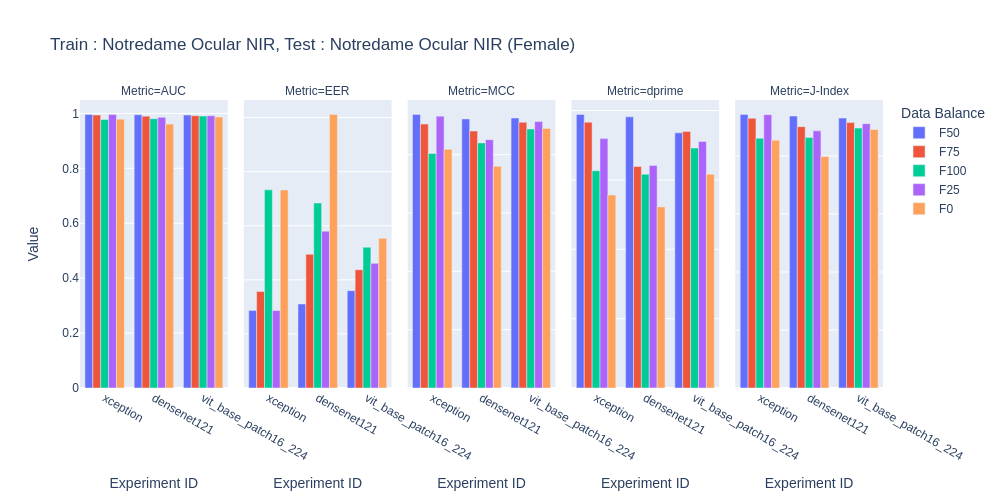 Train : Notredame Ocular NIR, Test : Notredame Ocular NIR (Female)
Metric=AUC
Metric=EER
Metric=MCC
Metric=dprime
Metric=J-Index
Data Balance
F50
F75
F100
F25
F0
Value
1
0.8
0.6
0.4
0.2
0
xception
densenet121
vit_base_patch16_224
xception
densenet121
vit_base_patch16_224
xception
densenet121
vit_base_patch16_224
xception
densenet121
vit_base_patch16_224
xception
densenet121
vit_base_patch16_224
Experiment ID
Experiment ID
Experiment ID
Experiment ID
Experiment ID